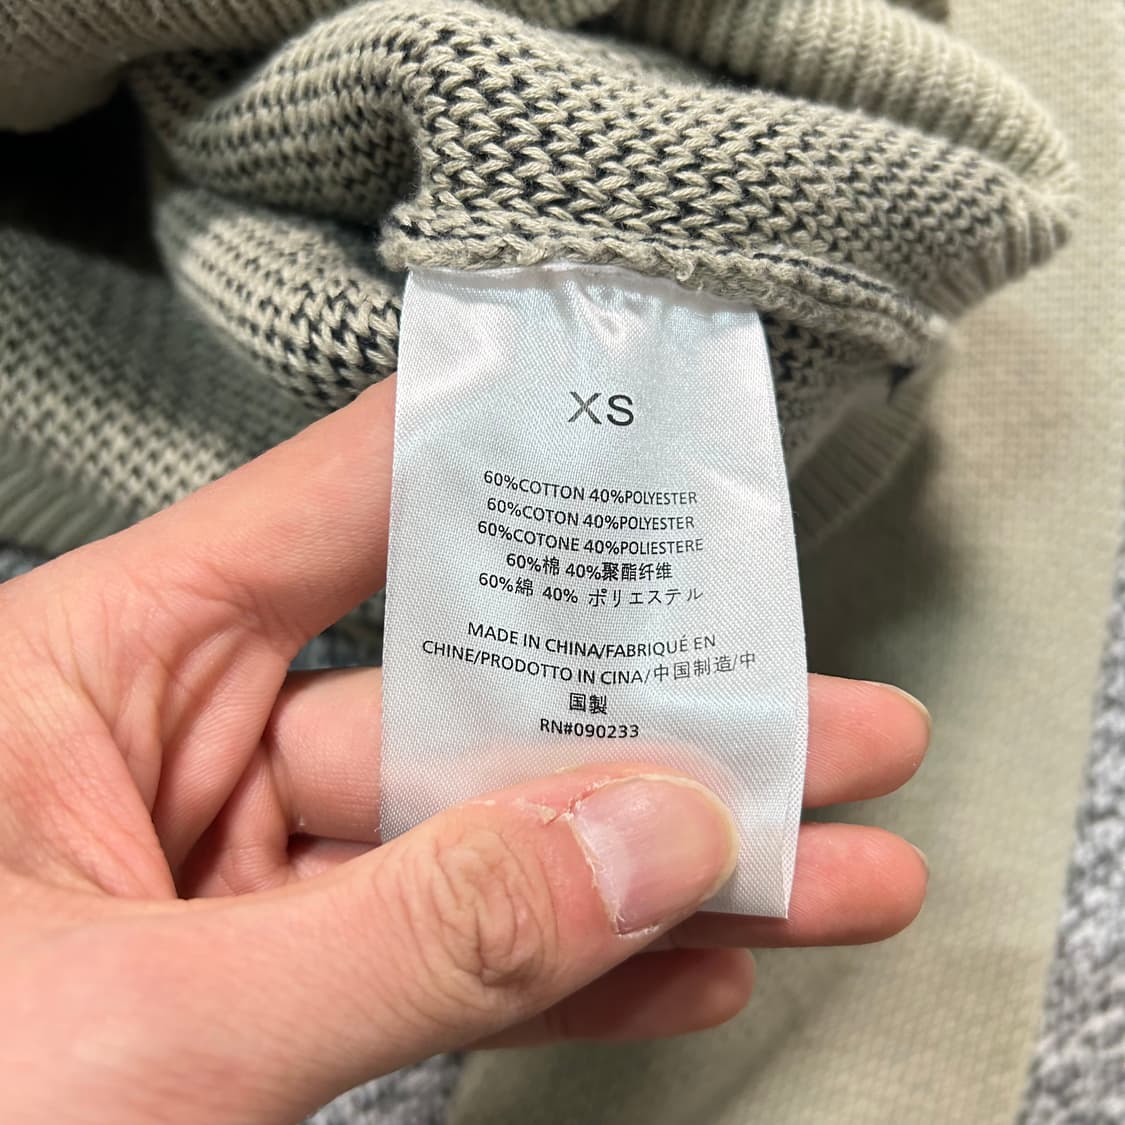 XS
60%COTTON 40%POLYESTER
60%COTON 40%POLYESTER
60%COTONE 40%POLIESTERE
60%棉 40%聚酯纤维
60%綿 40% ポリエステル
MADE IN CHINA/FABRIQUÉ EN
CHINE/PRODOTTO IN CINA/中国制造/中
国製
RN#090233